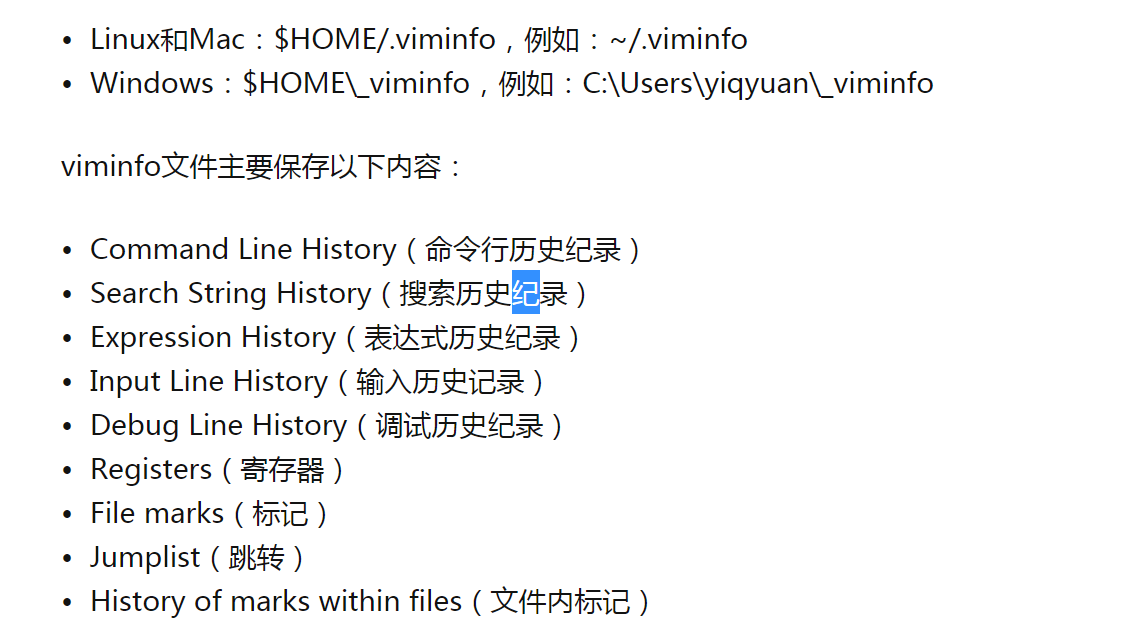 • Linux和Mac：$HOME/.viminfo，例如：~/.viminfo
• Windows：$HOME\_viminfo，例如：C:\Users\yiqyuan\_viminfo
viminfo文件主要保存以下内容：
• Command Line History（命令行历史纪录）
• Search String History（搜索历史纪录）
• Expression History（表达式历史纪录）
• Input Line History（输入历史记录）
• Debug Line History（调试历史纪录）
• Registers（寄存器）
• File marks（标记）
• Jumplist（跳转）
• History of marks within files（文件内标记）